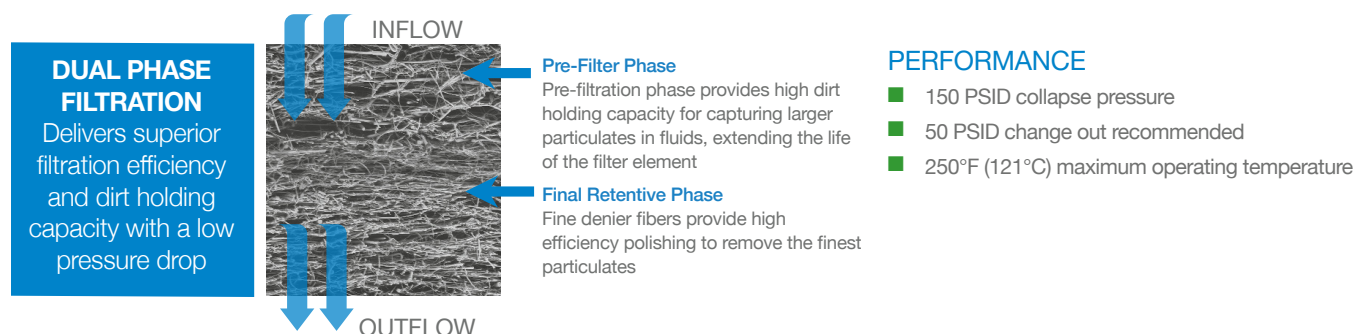 DUAL PHASE
FILTRATION
Delivers superior
filtration efficiency
and dirt holding
capacity with a low
pressure drop
INFLOW
OUTFLOW
Pre-Filter Phase
Pre-filtration phase provides high dirt
holding capacity for capturing larger
particulates in fluids, extending the life
of the filter element
Final Retentive Phase
Fine denier fibers provide high
efficiency polishing to remove the finest
particulates
PERFORMANCE
150 PSID collapse pressure
50 PSID change out recommended
250°F (121°C) maximum operating temperature